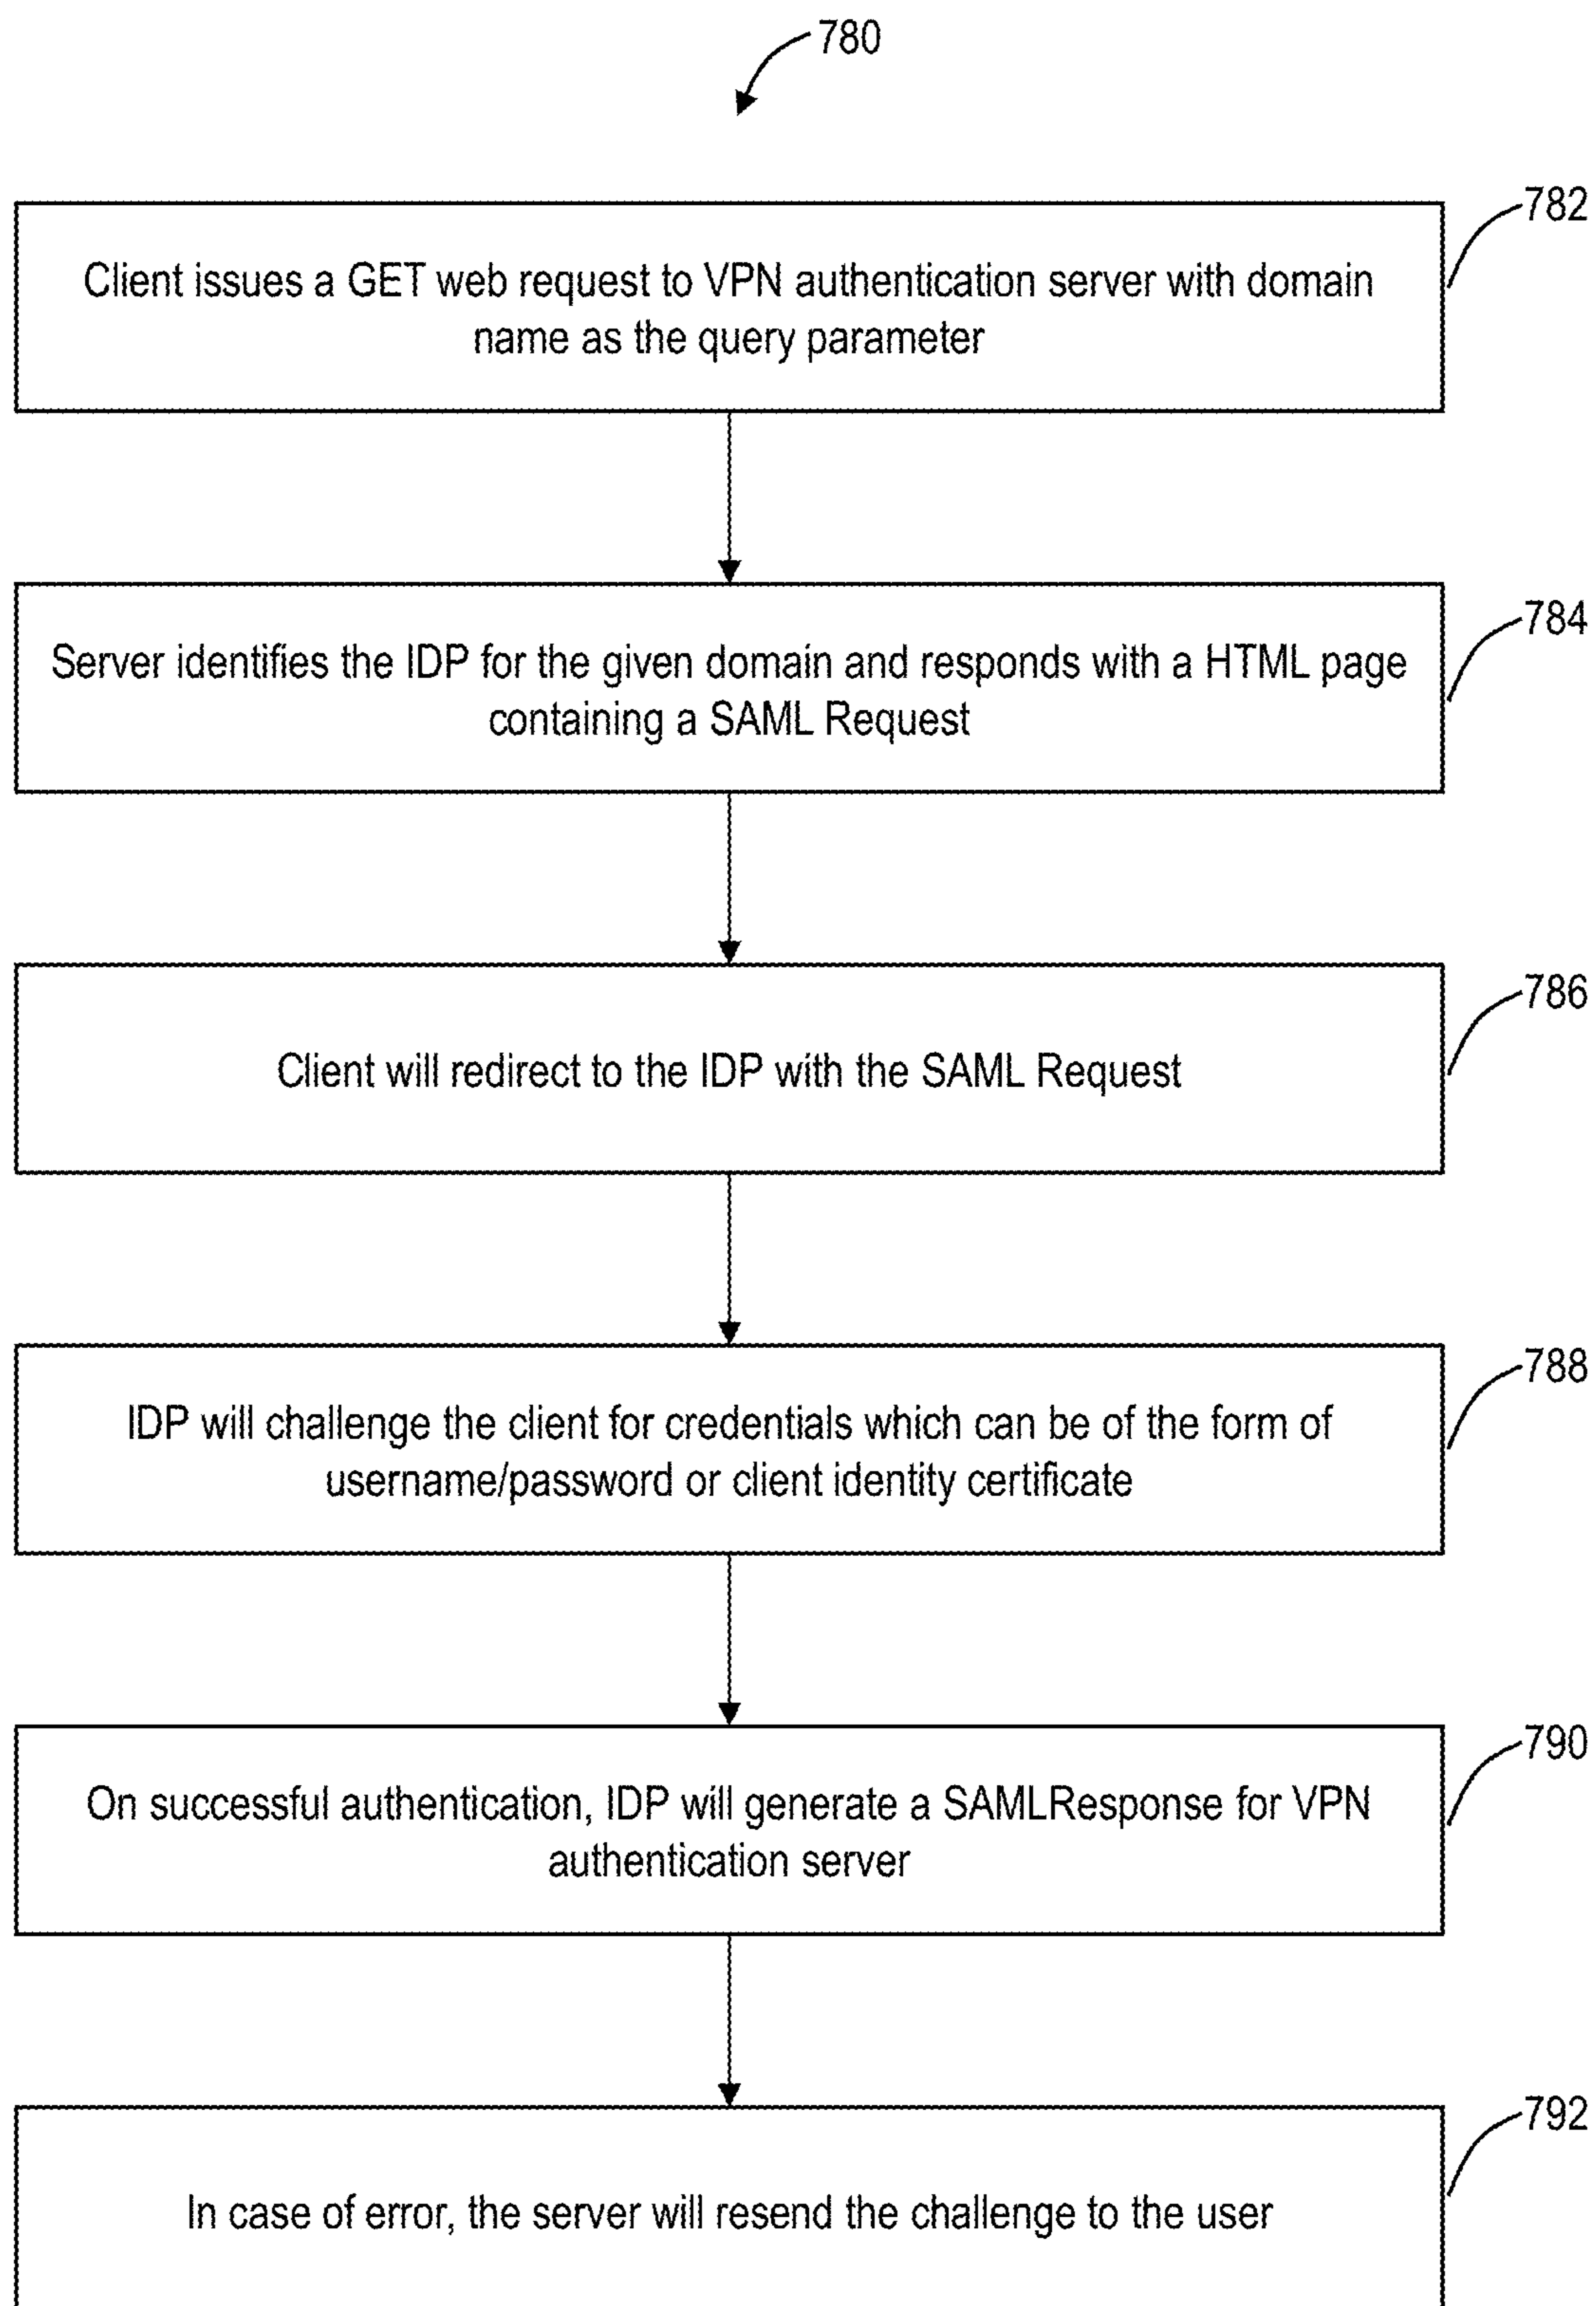 780
782
Client issues a GET web request to VPN authentication server with domain
name as the query parameter
784
Server identifies the IDP for the given domain and responds with a HTML page
containing a SAML Request
786
Client will redirect to the IDP with the SAML Request
788
IDP will challenge the client for credentials which can be of the form of
username/password or client identity certificate
790
On successful authentication, IDP will generate a SAMLResponse for VPN
authentication server
792
In case of error, the server will resend the challenge to the user